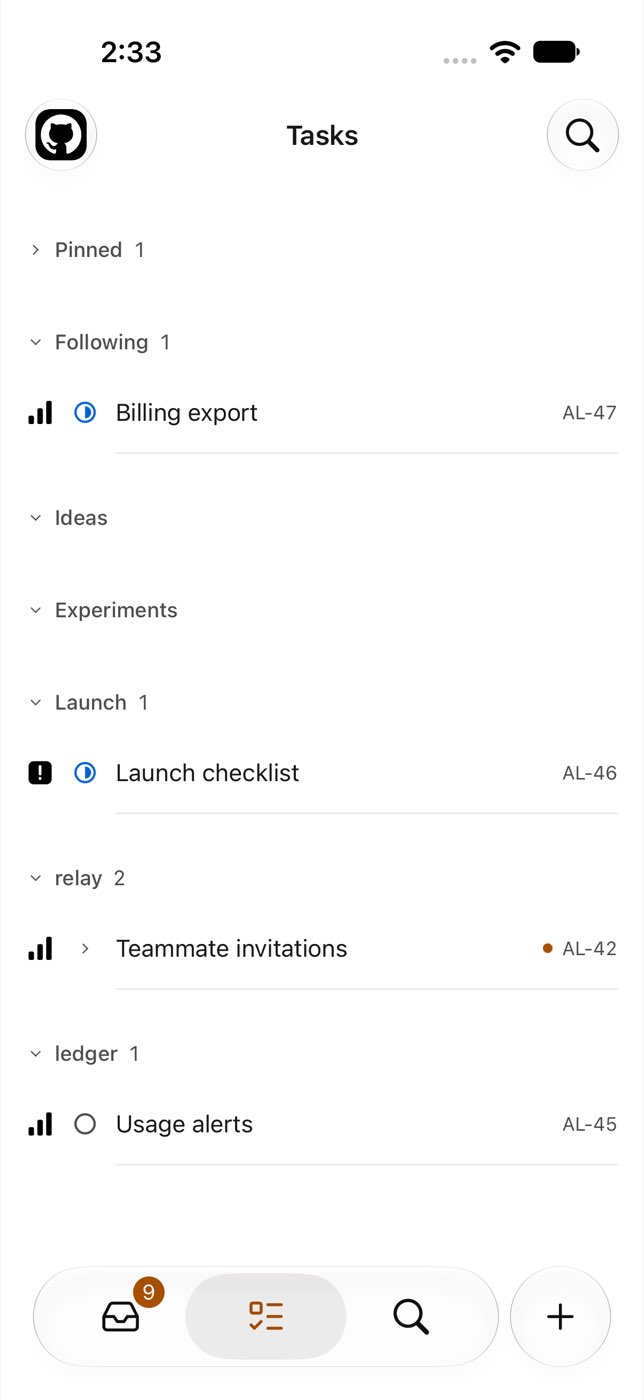 2:33
Tasks
Pinned 1
Following 1
Billing export AL-47
Ideas
Experiments
Launch 1
Launch checklist AL-46
relay 2
Teammate invitations AL-42
ledger 1
Usage alerts AL-45
9